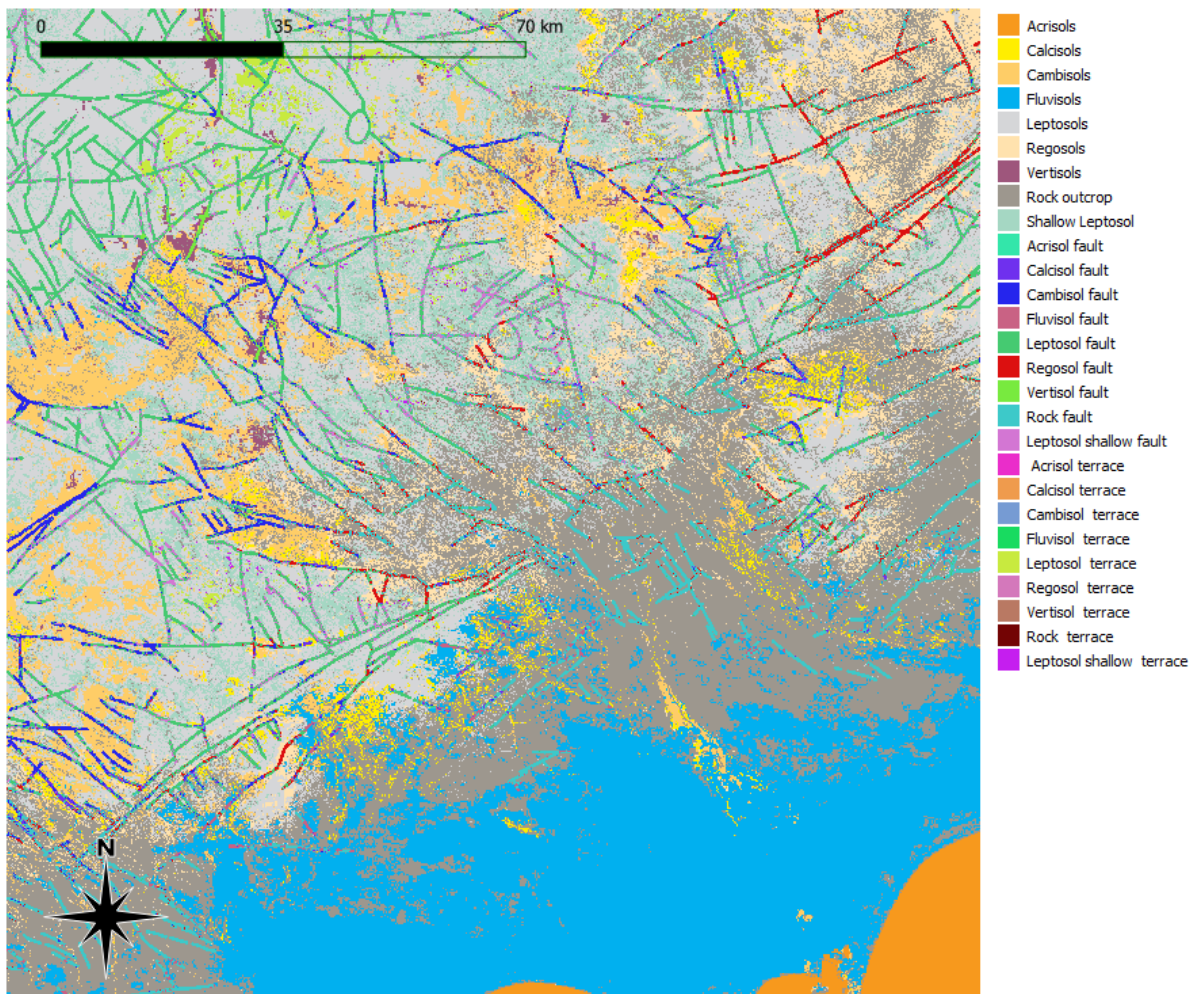 0 35 70 km
N
Acrisols
Calcisols
Cambisols
Fluvisols
Leptosols
Regosols
Vertisols
Rock outcrop
Shallow Leptosol
Acrisol fault
Calcisol fault
Cambisol fault
Fluvisol fault
Leptosol fault
Regosol fault
Vertisol fault
Rock fault
Leptosol shallow fault
Acrisol terrace
Calcisol terrace
Cambisol terrace
Fluvisol terrace
Leptosol terrace
Regosol terrace
Vertisol terrace
Rock terrace
Leptosol shallow terrace